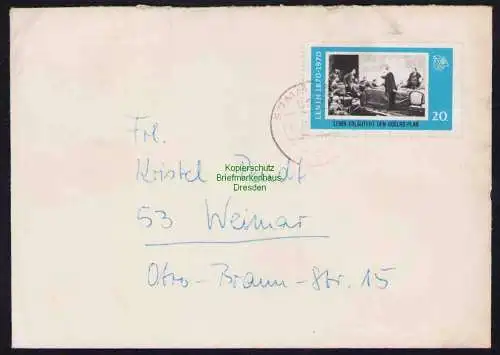 LENIN 1870-1970
20
LENIN ERLÄUTERT DEN GOELRO-PLAN
Frl.
Kristel
Kopierschutz
Briefmarkenhaus
Dresden
53 Weimar
Otto-Braun-Str. 15